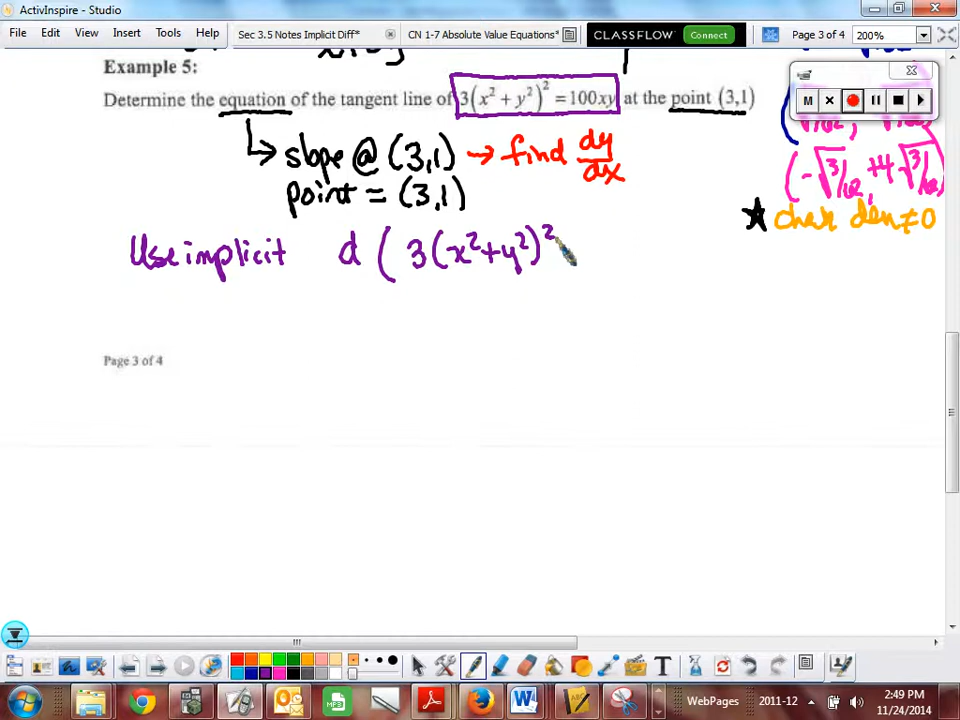 ActivInspire - Studio
File Edit View Insert Tools Help Sec 3.5 Notes Implicit Diff* CN 1-7 Absolute Value Equations* CLASSFLOW Connect Page 3 of 4 200%
Example 5:
Determine the equation of the tangent line of 3(x² + y²)² = 100xy at the point (3,1)
slope @ (3,1) → find dy/dx
point = (3,1)
★ check den ≠ 0
Use implicit d ( 3(x²+y²)²
Page 3 of 4
WebPages 2011-12 2:49 PM
11/24/2014